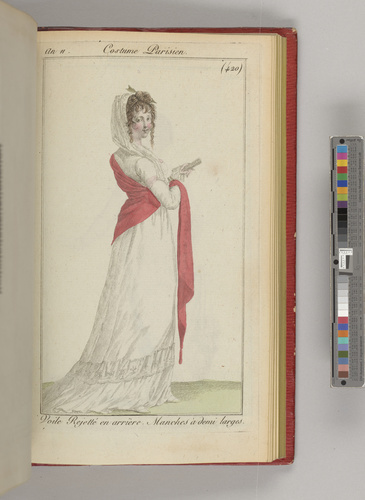 An 11. Costume Parisien.
(420)
Voile Rejetté en arrière. Manches à demi larges.